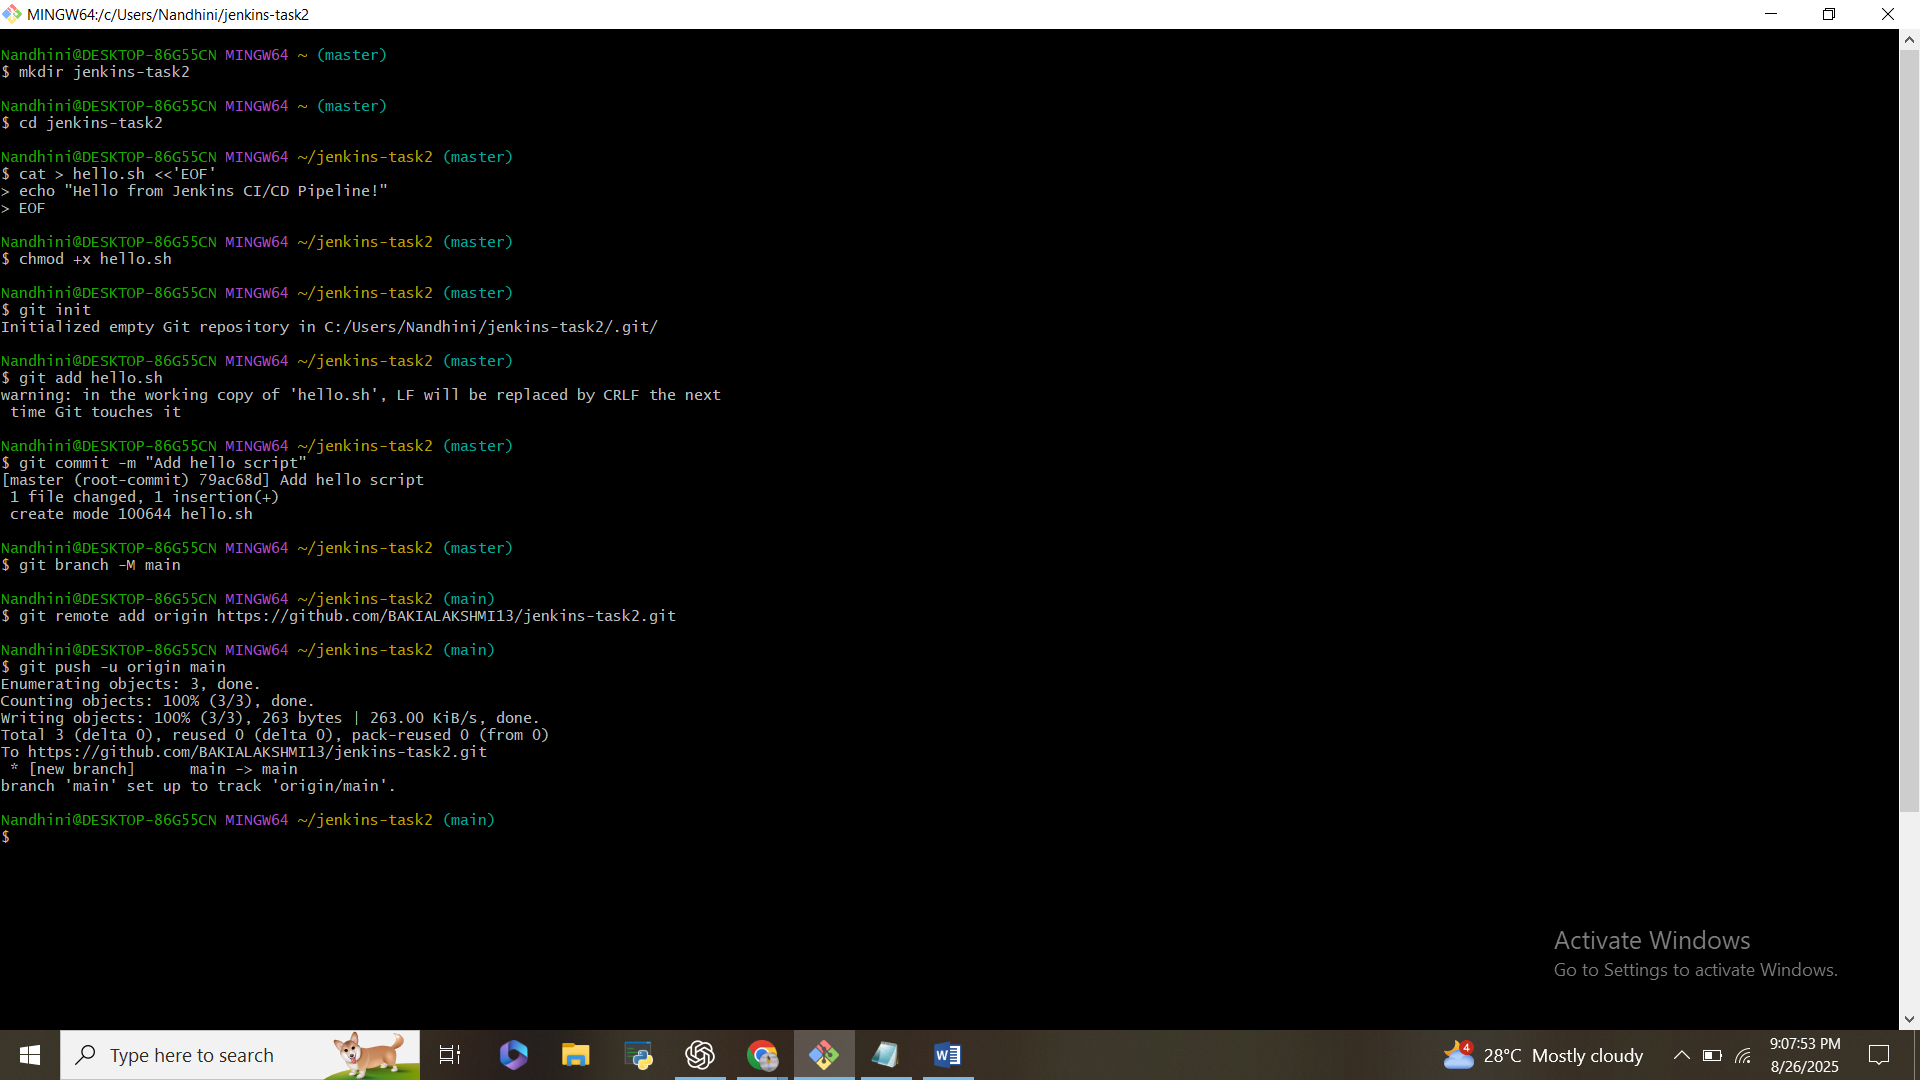 MINGW64:/c/Users/Nandhini/jenkins-task2
Nandhini@DESKTOP-86G55CN MINGW64 ~ (master)
$ mkdir jenkins-task2
Nandhini@DESKTOP-86G55CN MINGW64 ~ (master)
$ cd jenkins-task2
Nandhini@DESKTOP-86G55CN MINGW64 ~/jenkins-task2 (master)
$ cat > hello.sh <<'EOF'
> echo "Hello from Jenkins CI/CD Pipeline!"
> EOF
Nandhini@DESKTOP-86G55CN MINGW64 ~/jenkins-task2 (master)
$ chmod +x hello.sh
Nandhini@DESKTOP-86G55CN MINGW64 ~/jenkins-task2 (master)
$ git init
Initialized empty Git repository in C:/Users/Nandhini/jenkins-task2/.git/
Nandhini@DESKTOP-86G55CN MINGW64 ~/jenkins-task2 (master)
$ git add hello.sh
warning: in the working copy of 'hello.sh', LF will be replaced by CRLF the next
 time Git touches it
Nandhini@DESKTOP-86G55CN MINGW64 ~/jenkins-task2 (master)
$ git commit -m "Add hello script"
[master (root-commit) 79ac68d] Add hello script
 1 file changed, 1 insertion(+)
 create mode 100644 hello.sh
Nandhini@DESKTOP-86G55CN MINGW64 ~/jenkins-task2 (master)
$ git branch -M main
Nandhini@DESKTOP-86G55CN MINGW64 ~/jenkins-task2 (main)
$ git remote add origin https://github.com/BAKIALAKSHMI13/jenkins-task2.git
Nandhini@DESKTOP-86G55CN MINGW64 ~/jenkins-task2 (main)
$ git push -u origin main
Enumerating objects: 3, done.
Counting objects: 100% (3/3), done.
Writing objects: 100% (3/3), 263 bytes | 263.00 KiB/s, done.
Total 3 (delta 0), reused 0 (delta 0), pack-reused 0 (from 0)
To https://github.com/BAKIALAKSHMI13/jenkins-task2.git
 * [new branch]      main -> main
branch 'main' set up to track 'origin/main'.
Nandhini@DESKTOP-86G55CN MINGW64 ~/jenkins-task2 (main)
$
Activate Windows
Go to Settings to activate Windows.
Type here to search
4
28°C Mostly cloudy
9:07:53 PM
8/26/2025